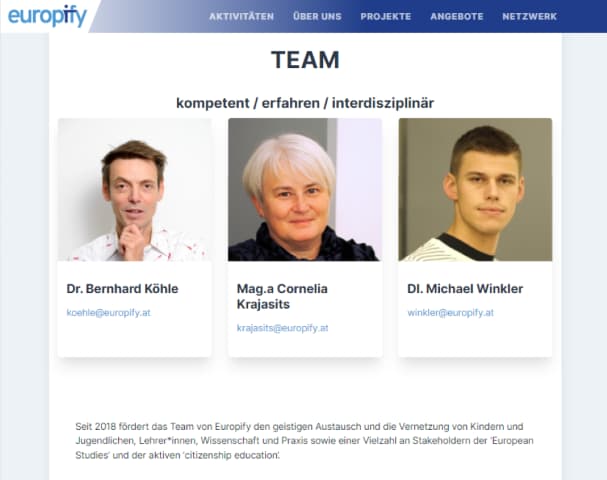 europify
AKTIVITÄTEN ÜBER UNS PROJEKTE ANGEBOTE NETZWERK
TEAM
kompetent / erfahren / interdisziplinär
Dr. Bernhard Köhle
koehle@europify.at
Mag.a Cornelia
Krajasits
krajasits@europify.at
DI. Michael Winkler
winkler@europify.at
Seit 2018 fördert das Team von Europify den geistigen Austausch und die Vernetzung von Kindern und
Jugendlichen, Lehrer*innen, Wissenschaft und Praxis sowie einer Vielzahl an Stakeholdern der 'European
Studies' und der aktiven 'citizenship education'.